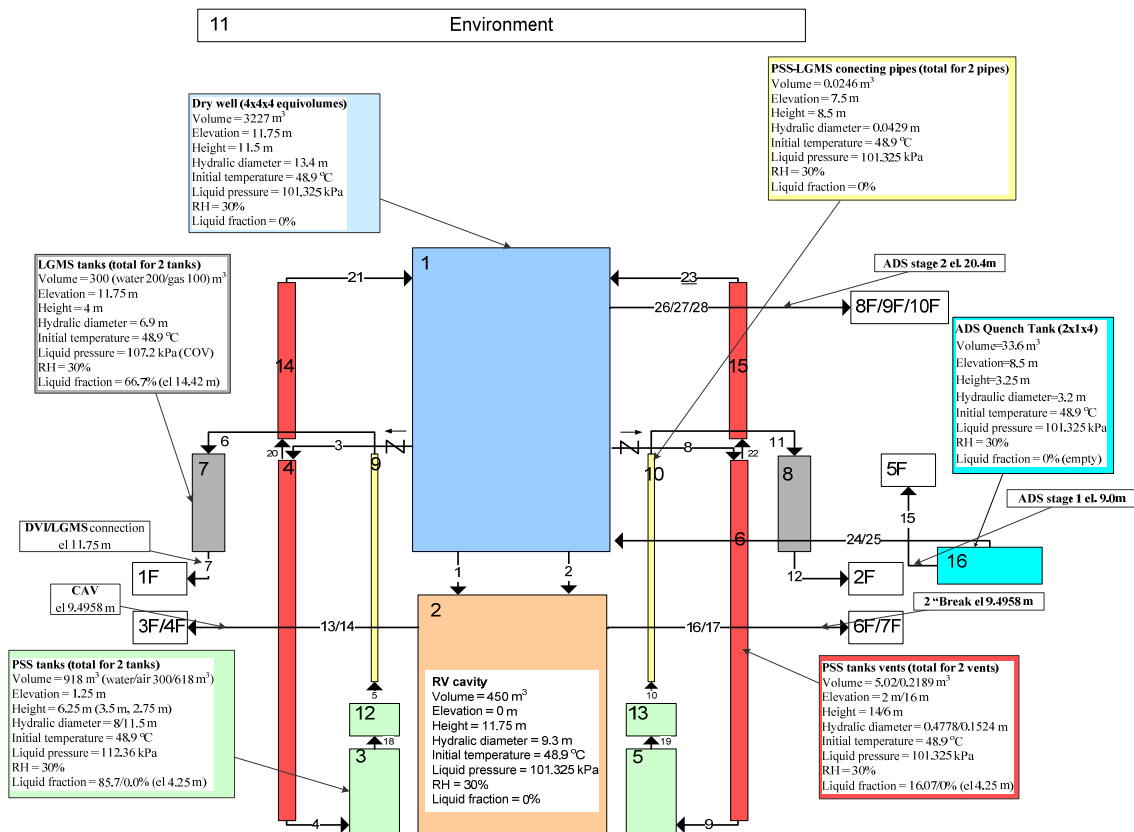 11
Environment
PSS-LGMS conecting pipes (total for 2 pipes)
Volume = 0.0246 m³
Elevation = 7.5 m
Height = 8.5 m
Hydralic diameter = 0.0429 m
Initial temperature = 48.9 °C
Liquid pressure = 101.325 kPa
RH = 30%
Liquid fraction = 0%
Dry well (4x4x4 equivolumes)
Volume = 3227 m³
Elevation = 11.75 m
Height = 11.5 m
Hydralic diameter = 13.4 m
Initial temperature = 48.9 °C
Liquid pressure = 101.325 kPa
RH = 30%
Liquid fraction = 0%
LGMS tanks (total for 2 tanks)
Volume = 300 (water 200/gas 100) m³
Elevation = 11.75 m
Height = 4 m
Hydralic diameter = 6.9 m
Initial temperature = 48.9 °C
Liquid pressure = 107.2 kPa (COV)
RH = 30%
Liquid fraction = 66.7% (el 14.42 m)
21
1
23
ADS stage 2 el. 20.4m
26/27/28
8F/9F/10F
ADS Quench Tank (2x1x4)
Volume=33.6 m³
Elevation=8.5 m
Height=3.25 m
Hydraulic diameter=3.2 m
Initial temperature = 48.9 °C
Liquid pressure = 101.325 kPa
RH = 30%
Liquid fraction = 0% (empty)
14
15
6
3
8
11
20
22
7
4
9
10
8
5F
DVI/LGMS connection
el 11.75 m
15
ADS stage 1 el. 9.0m
6
24/25
16
7
1F
1
2
12
2F
CAV
el 9.4958 m
3F/4F
13/14
2
16/17
6F/7F
2 "Break el 9.4958 m
PSS tanks (total for 2 tanks)
Volume = 918 m³ (water/air 300/618 m³)
Elevation = 1.25 m
Height = 6.25 m (3.5 m, 2.75 m)
Hydralic diameter = 8/11.5 m
Initial temperature = 48.9 °C
Liquid pressure = 112.36 kPa
RH = 30%
Liquid fraction = 85.7/0.0% (el 4.25 m)
RV cavity
Volume = 450 m³
Elevation = 0 m
Height = 11.75 m
Hydralic diameter = 9.3 m
Initial temperature = 48.9 °C
Liquid pressure = 101.325 kPa
RH = 30%
Liquid fraction = 0%
PSS tanks vents (total for 2 vents)
Volume = 5.02/0.2189 m³
Elevation = 2 m/16 m
Height = 14/6 m
Hydralic diameter = 0.4778/0.1524 m
Initial temperature = 48.9 °C
Liquid pressure = 101.325 kPa
RH = 30%
Liquid fraction = 16.07/0% (el 4.25 m)
5
10
12
13
18
19
3
5
4
9